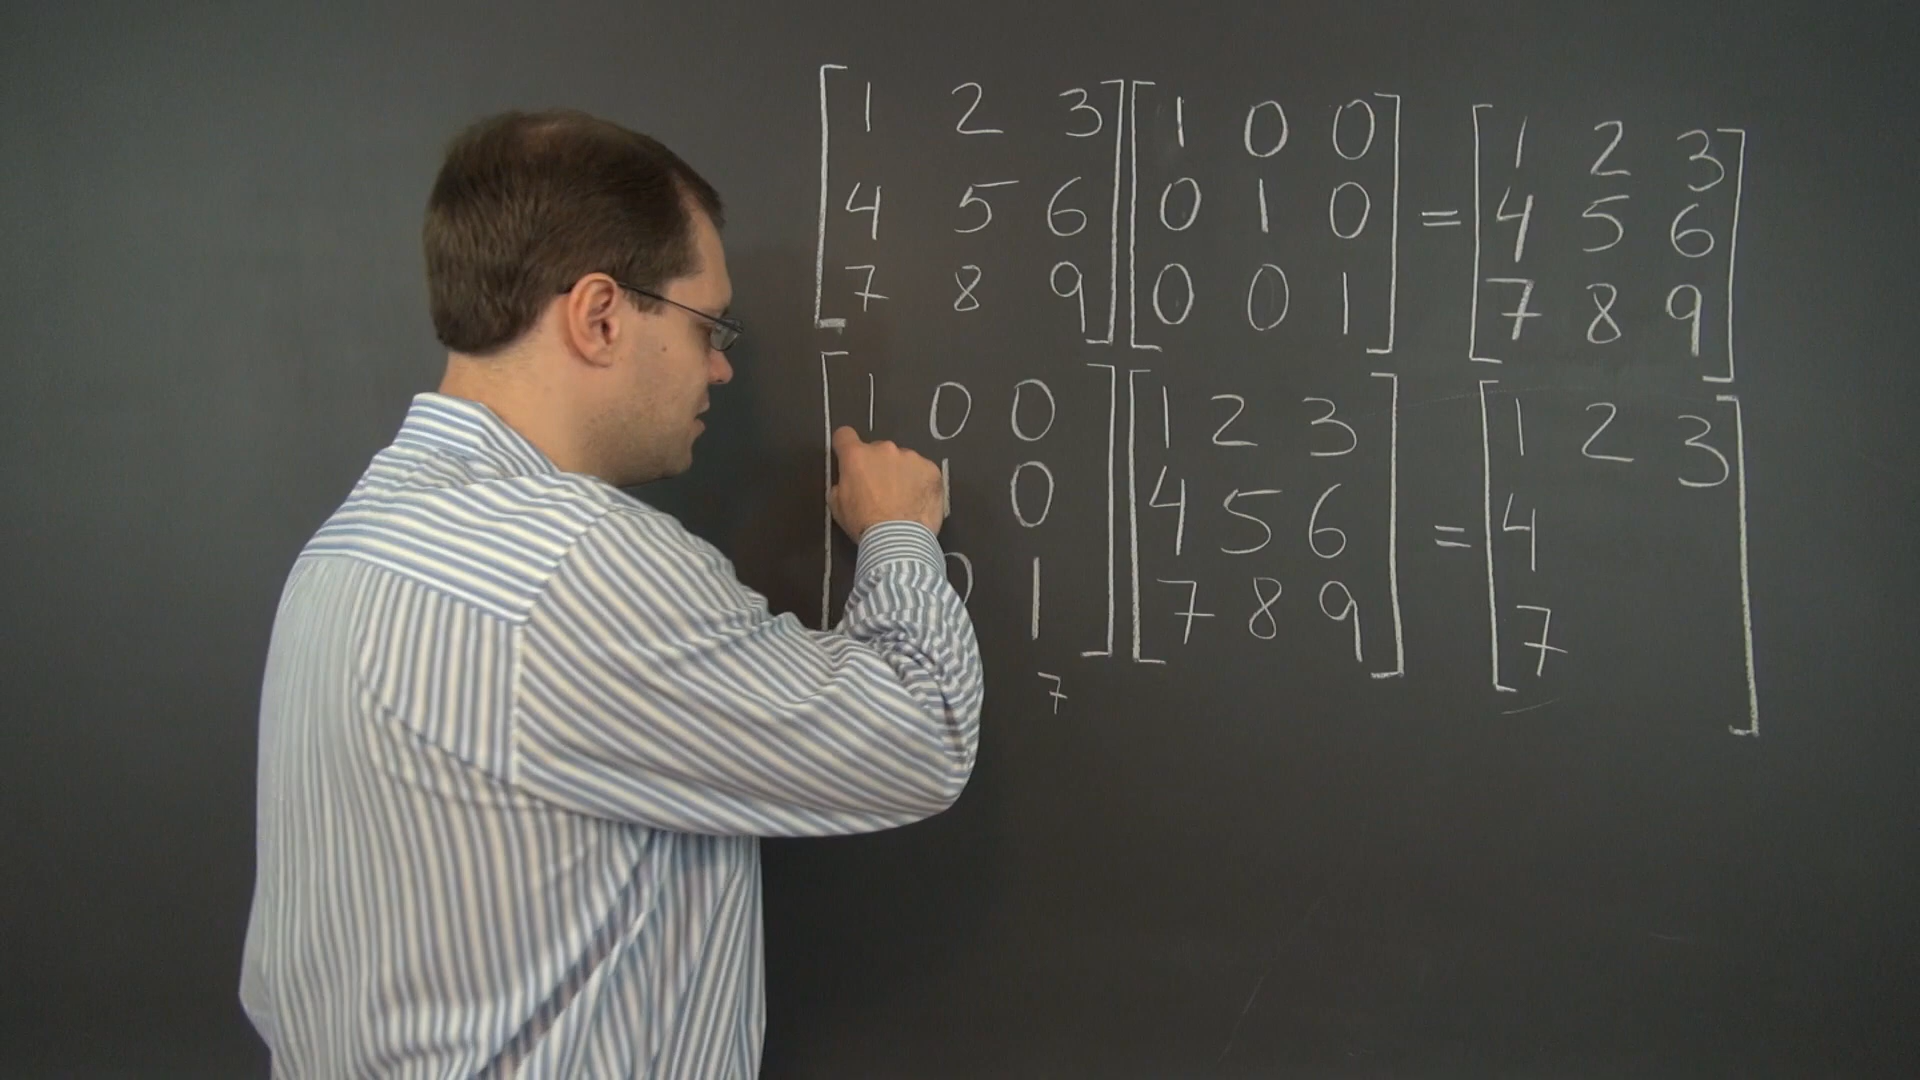 [1 2 3] [1 0 0] = [1 2 3]
[4 5 6] [0 1 0] = [4 5 6]
[7 8 9] [0 0 1] = [7 8 9]
[1 0 0] [1 2 3] = [1 2 3]
[1 0] [4 5 6] = [4]
[0 1] [7 8 9] = [7]
7